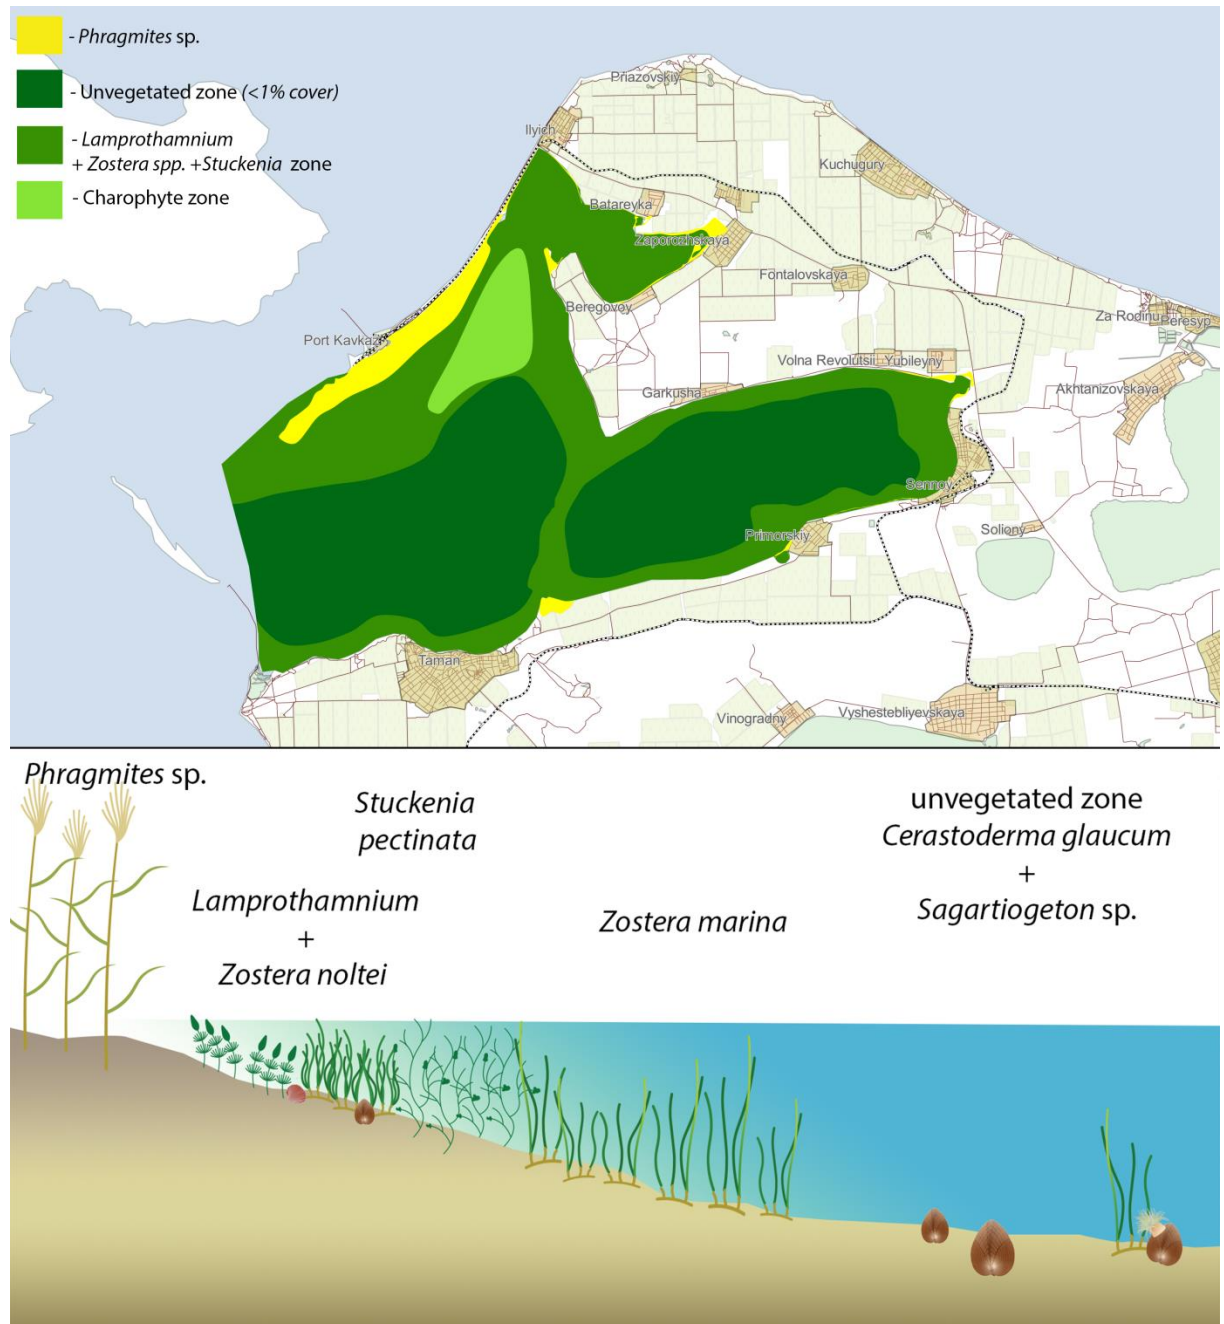 - Phragmites sp.
- Unvegetated zone (<1% cover)
- Lamprothamnium
+ Zostera spp. +Stuckenia zone
- Charophyte zone
Priazovskiy
Ilyich
Kuchugury
Batareyka
Zaporozhskaya
Fontalovskaya
Beregovoy
Za Rodinu
Peresyp
Port Kavkaz
Volna Revolutsii
Yubileyny
Garkusha
Akhtanizovskaya
Sennoy
Primorskiy
Soliony
Taman
Vinogradny
Vyshestebliyevskaya
Phragmites sp.
Stuckenia
pectinata
unvegetated zone
Cerastoderma glaucum
+
Sagartiogeton sp.
Lamprothamnium
+
Zostera noltei
Zostera marina